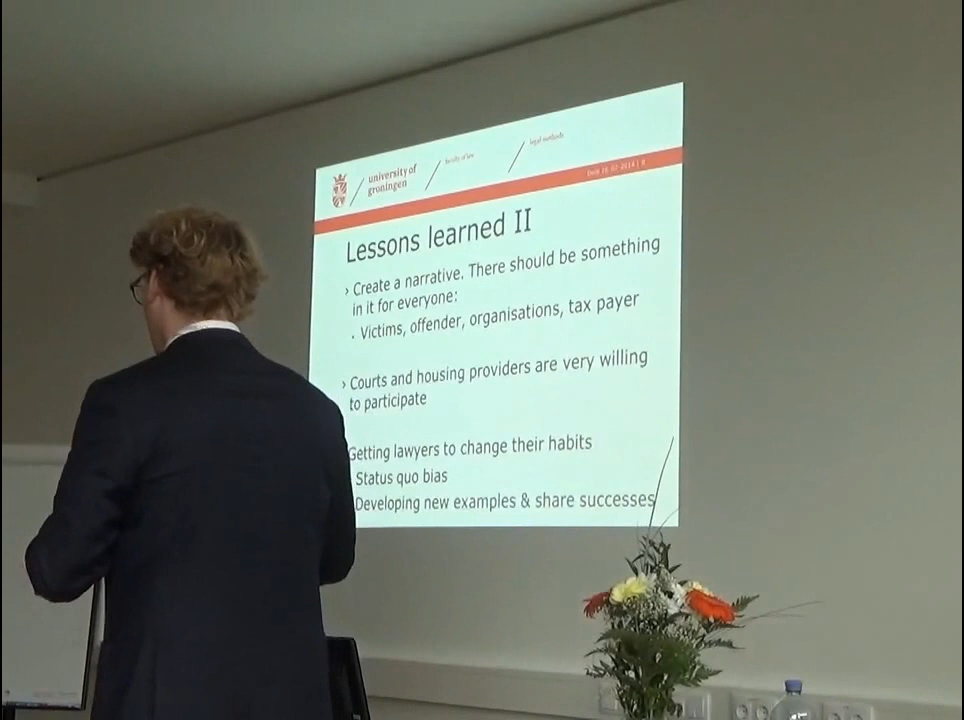 university of
groningen
faculty of law
legal methods
Lessons learned II
› Create a narrative. There should be something
in it for everyone:
· Victims, offender, organisations, tax payer
› Courts and housing providers are very willing
to participate
Getting lawyers to change their habits
Status quo bias
Developing new examples & share successes